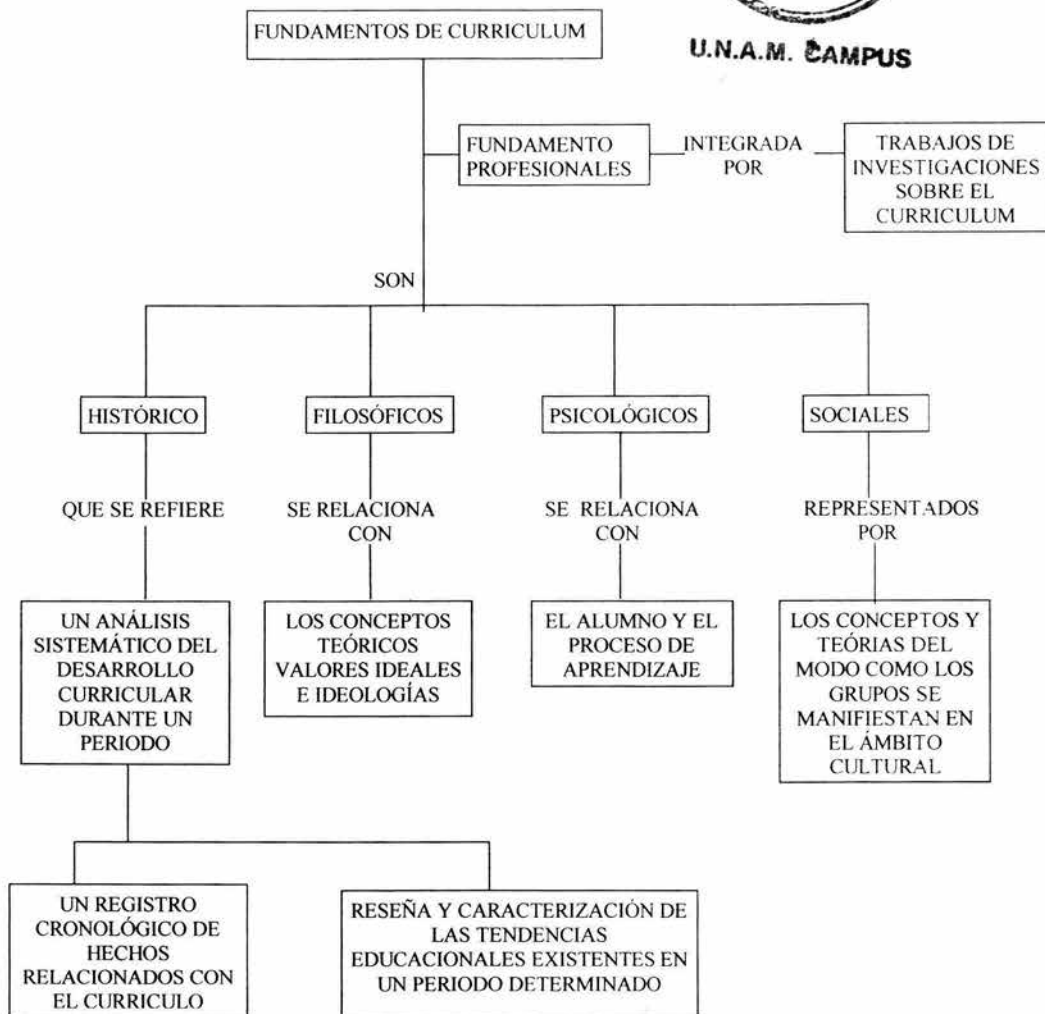 FUNDAMENTOS DE CURRICULUM
U.N.A.M. CAMPUS
FUNDAMENTO
PROFESIONALES
INTEGRADA
POR
TRABAJOS DE
INVESTIGACIONES
SOBRE EL
CURRICULUM
SON
HISTÓRICO
FILOSÓFICOS
PSICOLÓGICOS
SOCIALES
QUE SE REFIERE
SE RELACIONA
CON
SE RELACIONA
CON
REPRESENTADOS
POR
UN ANÁLISIS
SISTEMÁTICO DEL
DESARROLLO
CURRICULAR
DURANTE UN
PERIODO
LOS CONCEPTOS
TEÓRICOS
VALORES IDEALES
E IDEOLOGÍAS
EL ALUMNO Y EL
PROCESO DE
APRENDIZAJE
LOS CONCEPTOS Y
TEÓRIAS DEL
MODO COMO LOS
GRUPOS SE
MANIFIESTAN EN
EL ÁMBITO
CULTURAL
UN REGISTRO
CRONOLÓGICO DE
HECHOS
RELACIONADOS CON
EL CURRICULO
RESEÑA Y CARACTERIZACIÓN DE
LAS TENDENCIAS
EDUCACIONALES EXISTENTES EN
UN PERIODO DETERMINADO